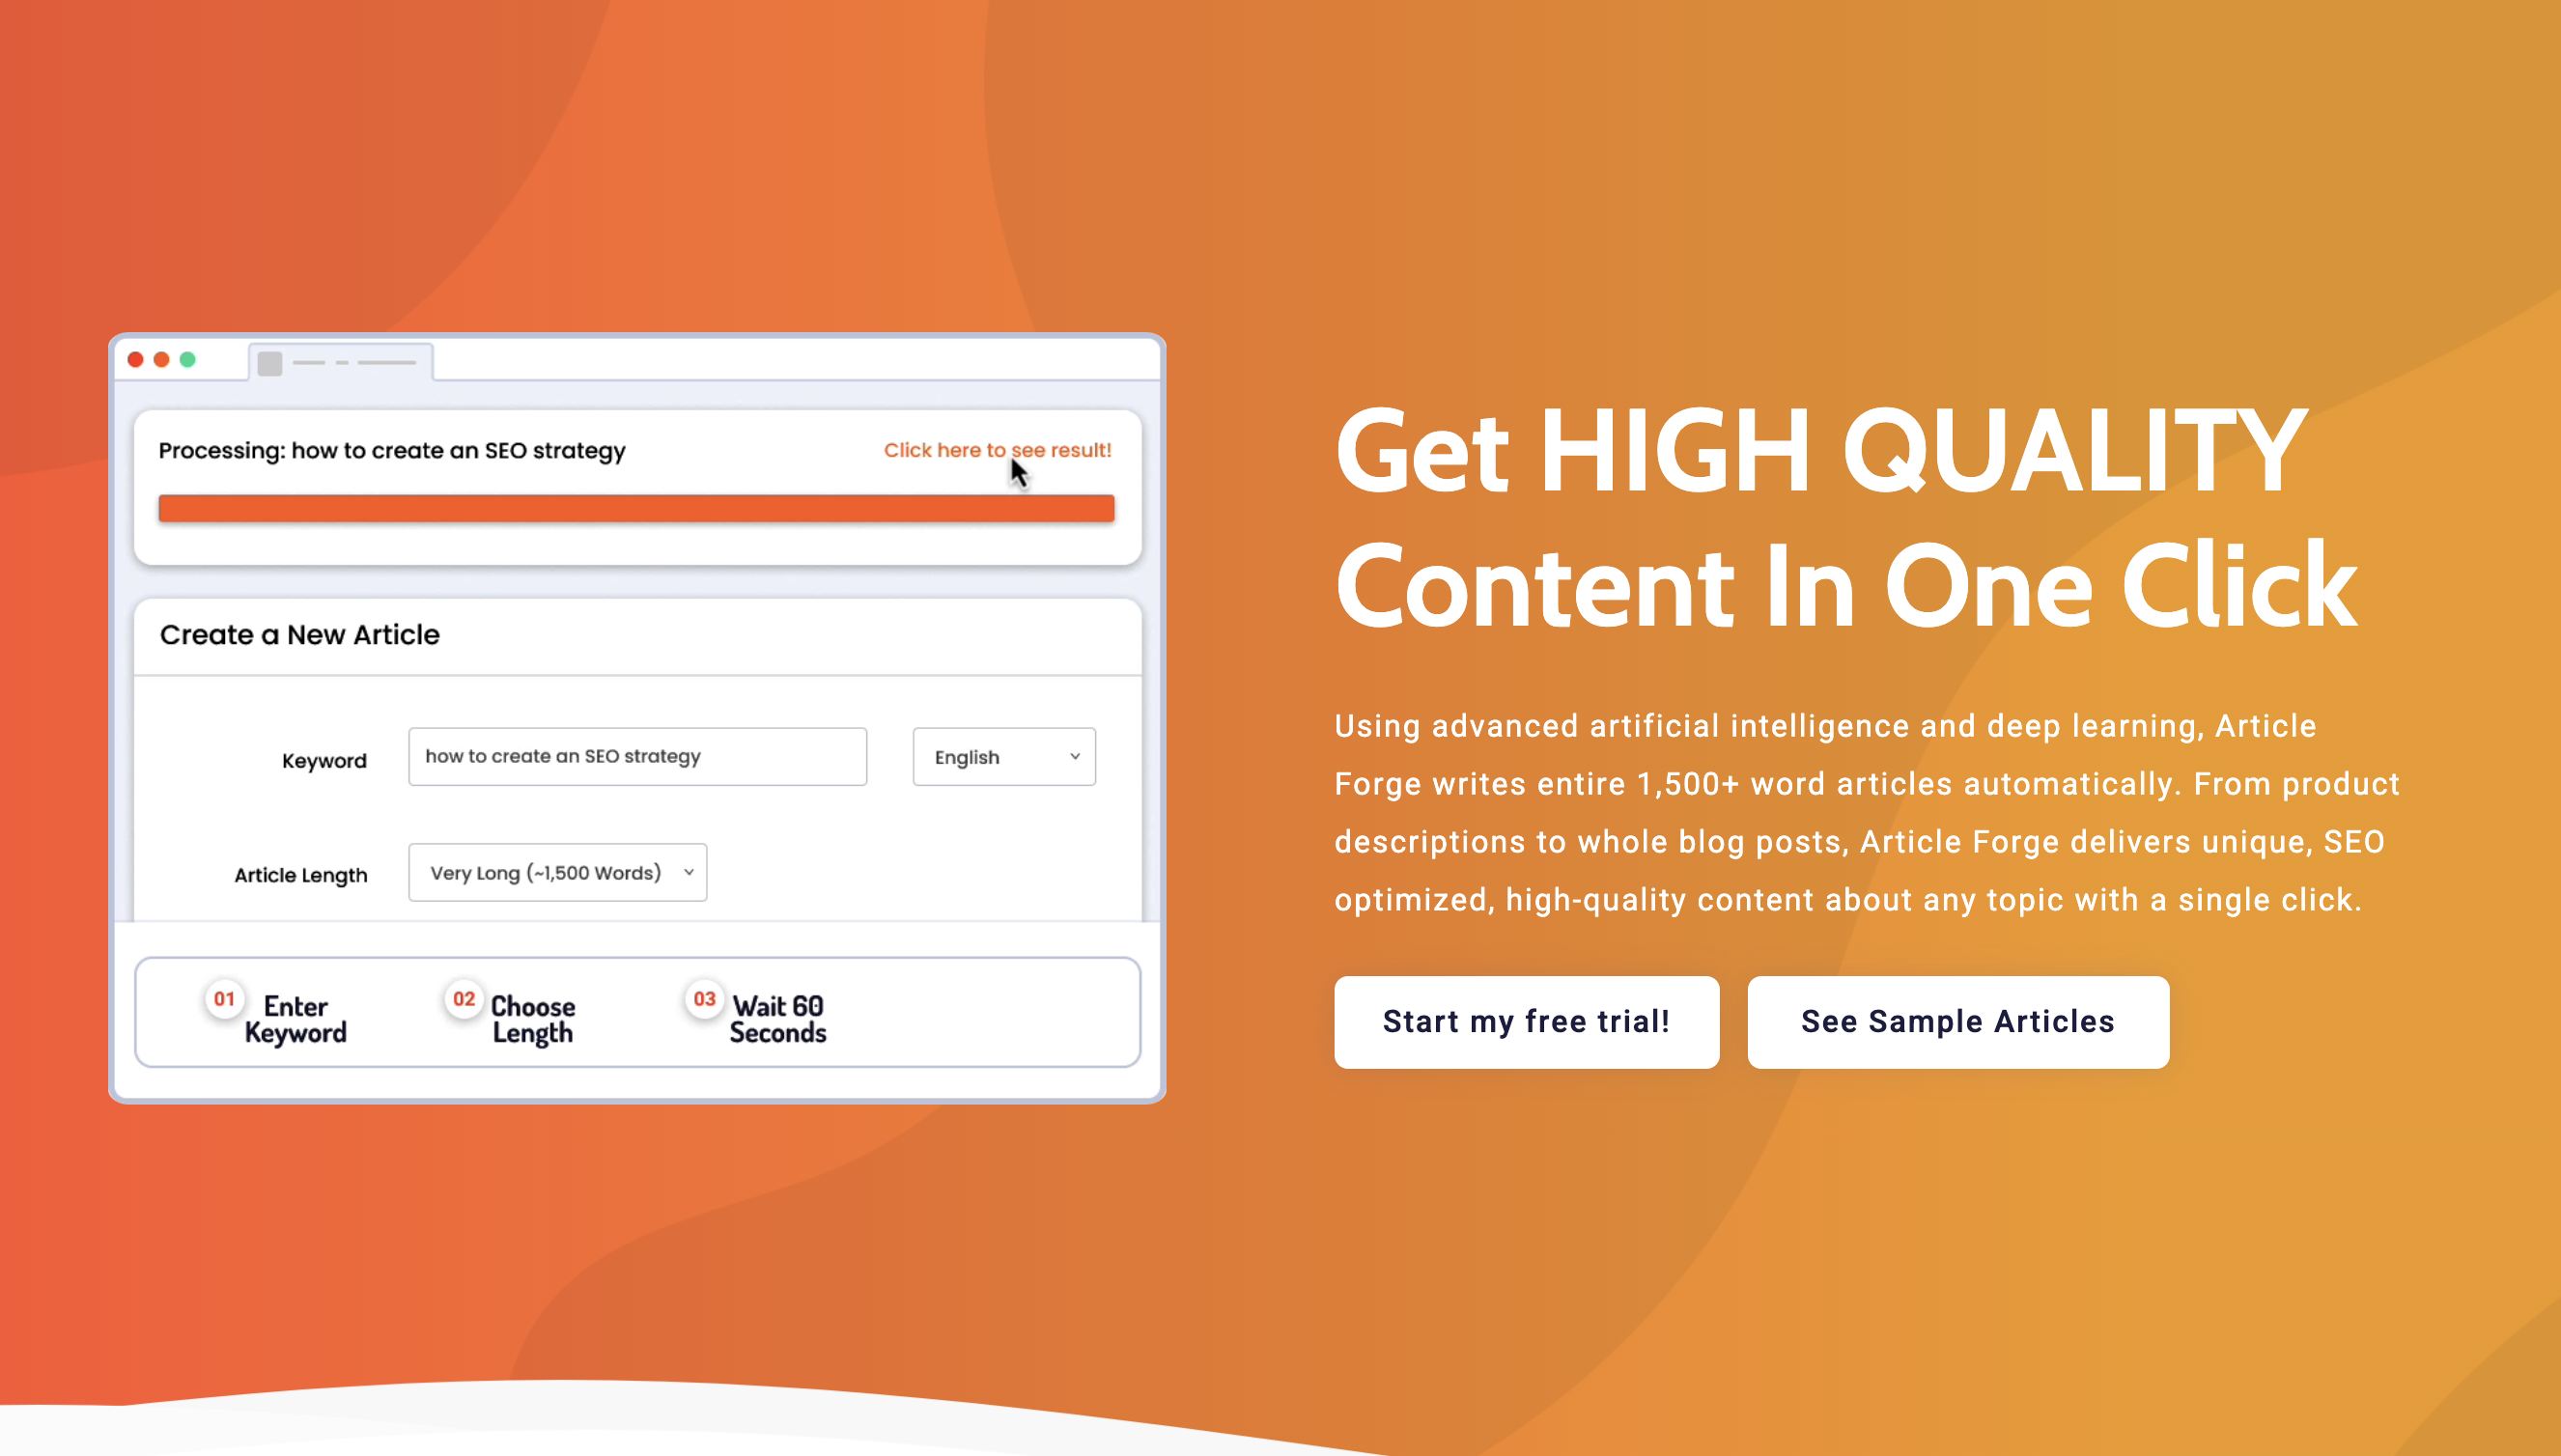 Processing: how to create an SEO strategy
Click here to see result!
Create a New Article
Keyword
how to create an SEO strategy
English
Article Length
Very Long (~1,500 Words)
01
Enter
Keyword
02
Choose
Length
03
Wait 60
Seconds
Get HIGH QUALITY
Content In One Click
Using advanced artificial intelligence and deep learning, Article
Forge writes entire 1,500+ word articles automatically. From product
descriptions to whole blog posts, Article Forge delivers unique, SEO
optimized, high-quality content about any topic with a single click.
Start my free trial!
See Sample Articles